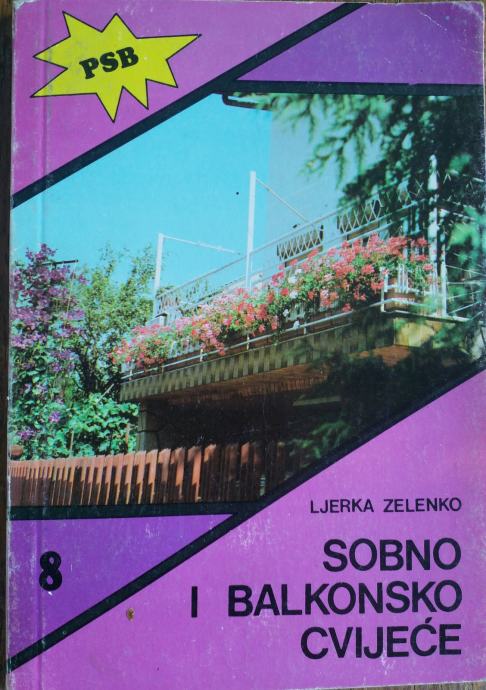 PSB
LJERKA ZELENKO
SOBNO
I BALKONSKO
CVIJEĆE
8